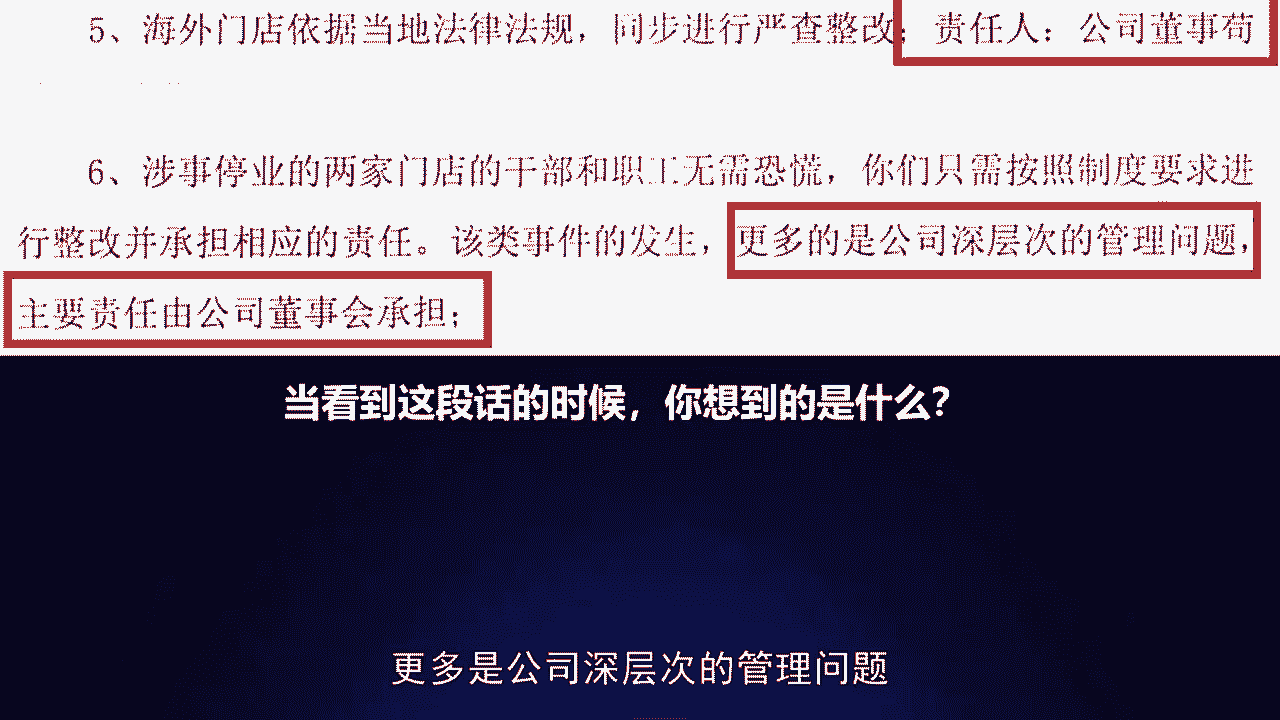 5、海外门店依据当地法律法规，同步进行严查整改；责任人：公司董事苟
6、涉事停业的两家门店的干部和职工无需恐慌，你们只需按照制度要求进
行整改并承担相应的责任。该类事件的发生，更多的是公司深层次的管理问题，
主要责任由公司董事会承担；
当看到这段话的时候，你想到的是什么？
更多是公司深层次的管理问题